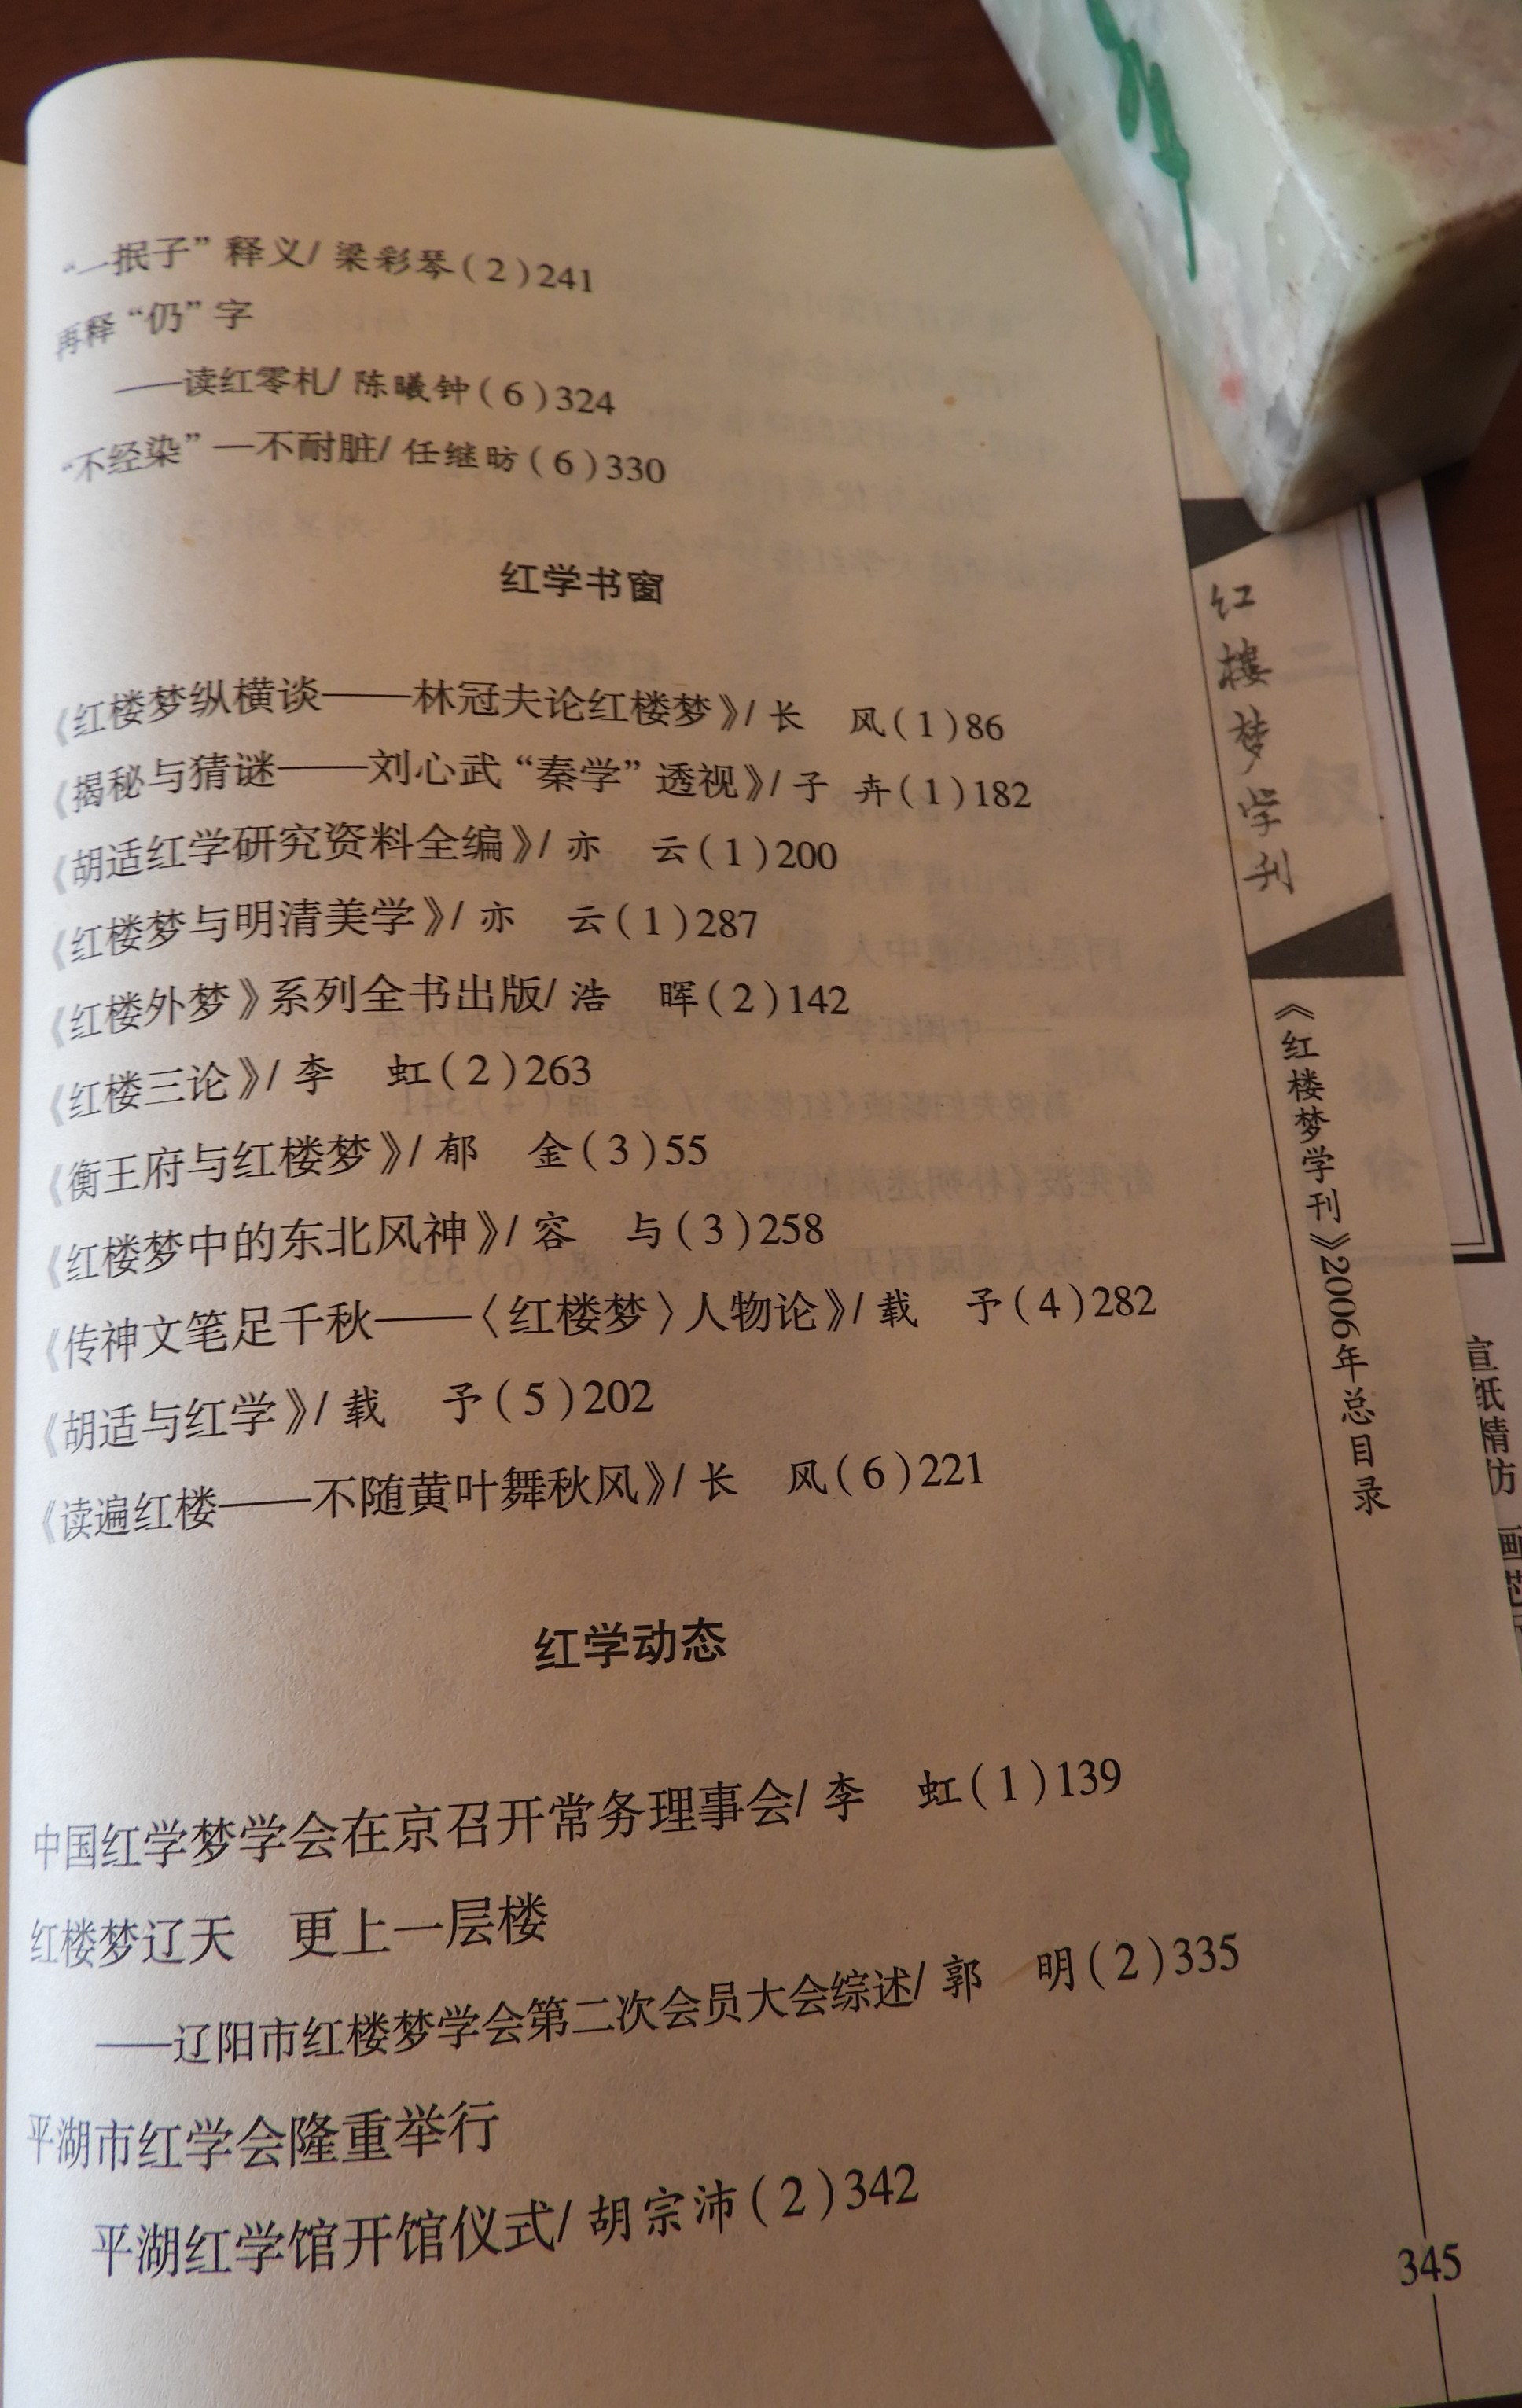 “一抿子”释义/ 梁彩琴(2)241
再释“仍”字
——读红零札/ 陈曦钟(6)324
“不经染”—不耐脏/ 任继昉(6)330
红学书窗
《红楼梦纵横谈——林冠夫论红楼梦》/ 长　风(1)86
《揭秘与猜谜——刘心武“秦学”透视》/ 子　卉(1)182
《胡适红学研究资料全编》/ 亦　云(1)200
《红楼梦与明清美学》/ 亦　云(1)287
《红楼外梦》系列全书出版/ 浩　晖(2)142
《红楼三论》/ 李　虹(2)263
《衡王府与红楼梦》/ 郁　金(3)55
《红楼梦中的东北风神》/ 容　与(3)258
《传神文笔足千秋——〈红楼梦〉人物论》/ 载　予(4)282
《胡适与红学》/ 载　予(5)202
《读遍红楼——不随黄叶舞秋风》/ 长　风(6)221
红学动态
中国红学梦学会在京召开常务理事会/ 李　虹(1)139
红楼梦辽天　更上一层楼
——辽阳市红楼梦学会第二次会员大会综述/ 郭　明(2)335
平湖市红学会隆重举行
平湖红学馆开馆仪式/ 胡宗沛(2)342
红楼梦学刊
《红楼梦学刊》2006年总目录
345
宣纸精仿